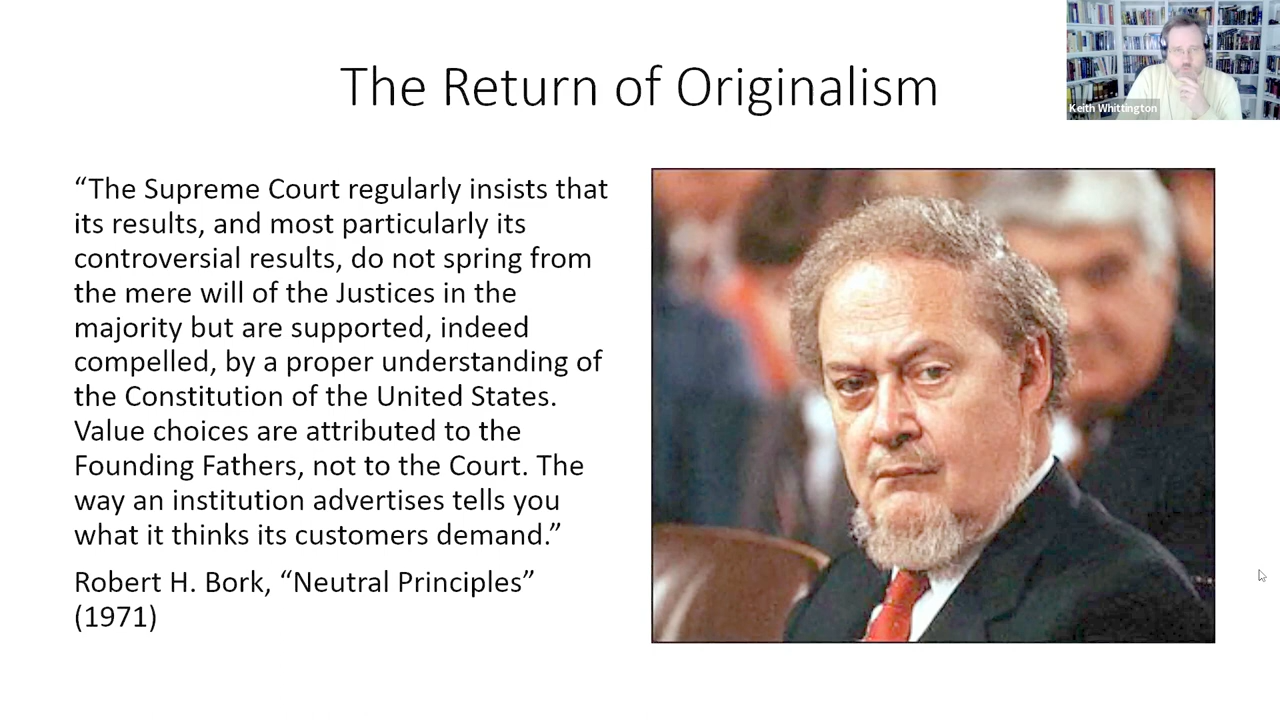 The Return of Originalism
Keith Whittington
“The Supreme Court regularly insists that
its results, and most particularly its
controversial results, do not spring from
the mere will of the Justices in the
majority but are supported, indeed
compelled, by a proper understanding of
the Constitution of the United States.
Value choices are attributed to the
Founding Fathers, not to the Court. The
way an institution advertises tells you
what it thinks its customers demand.”
Robert H. Bork, “Neutral Principles”
(1971)